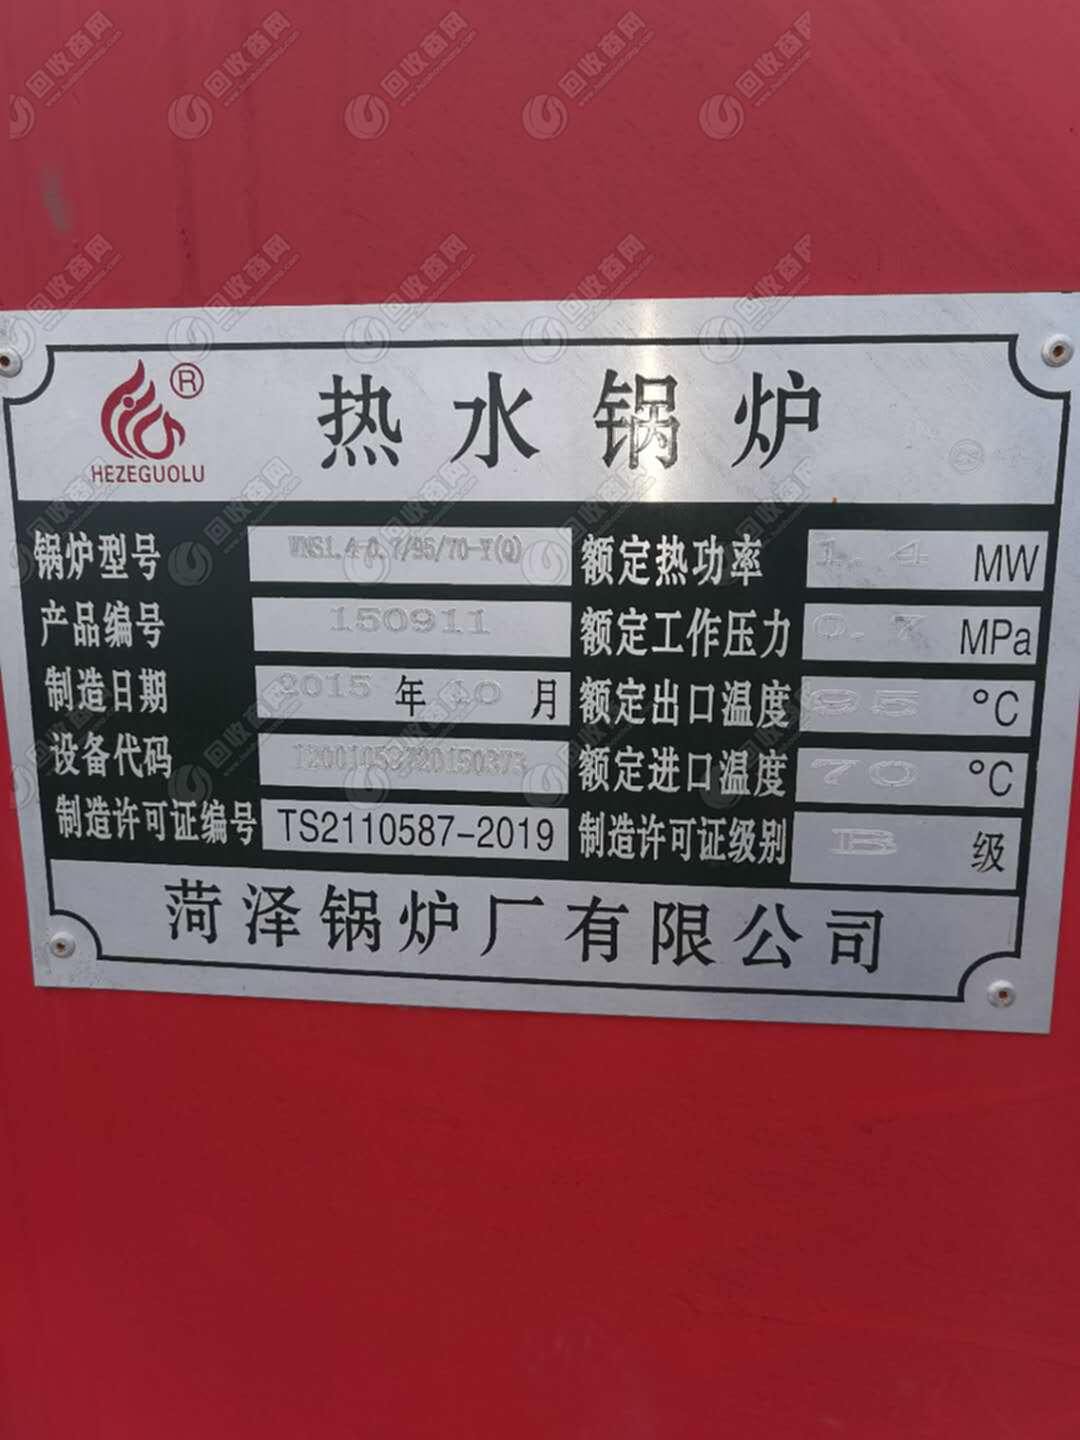 ® 热水锅炉
HEZEGUOLU
锅炉型号 WNS1.4-0.7/95/70-Y(Q) 额定热功率 1.4 MW
产品编号 150911 额定工作压力 0.7 MPa
制造日期 2015 年 10 月 额定出口温度 95 °C
设备代码 额定进口温度 70 °C
制造许可证编号 TS2110587-2019 制造许可证级别 B 级
菏泽锅炉厂有限公司
回收商网